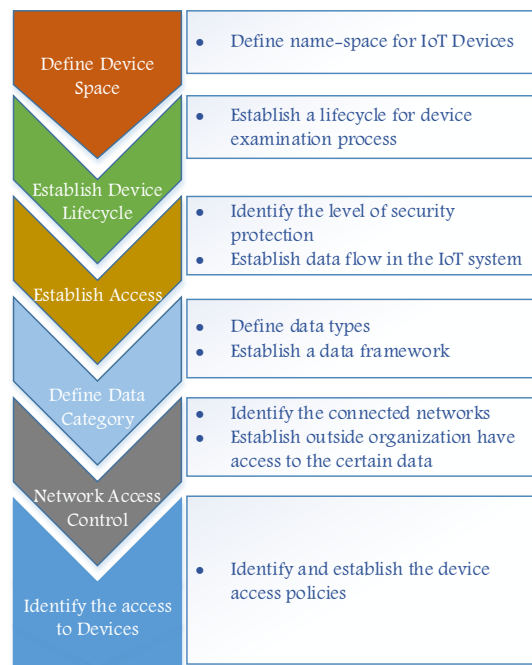 Define Device
Space
• Define name-space for IoT Devices
Establish Device
Lifecycle
• Establish a lifecycle for device
examination process
Establish Access
• Identify the level of security
protection
• Establish data flow in the IoT system
Define Data
Category
• Define data types
• Establish a data framework
Network Access
Control
• Identify the connected networks
• Establish outside organization have
access to the certain data
Identify the access
to Devices
• Identify and establish the device
access policies